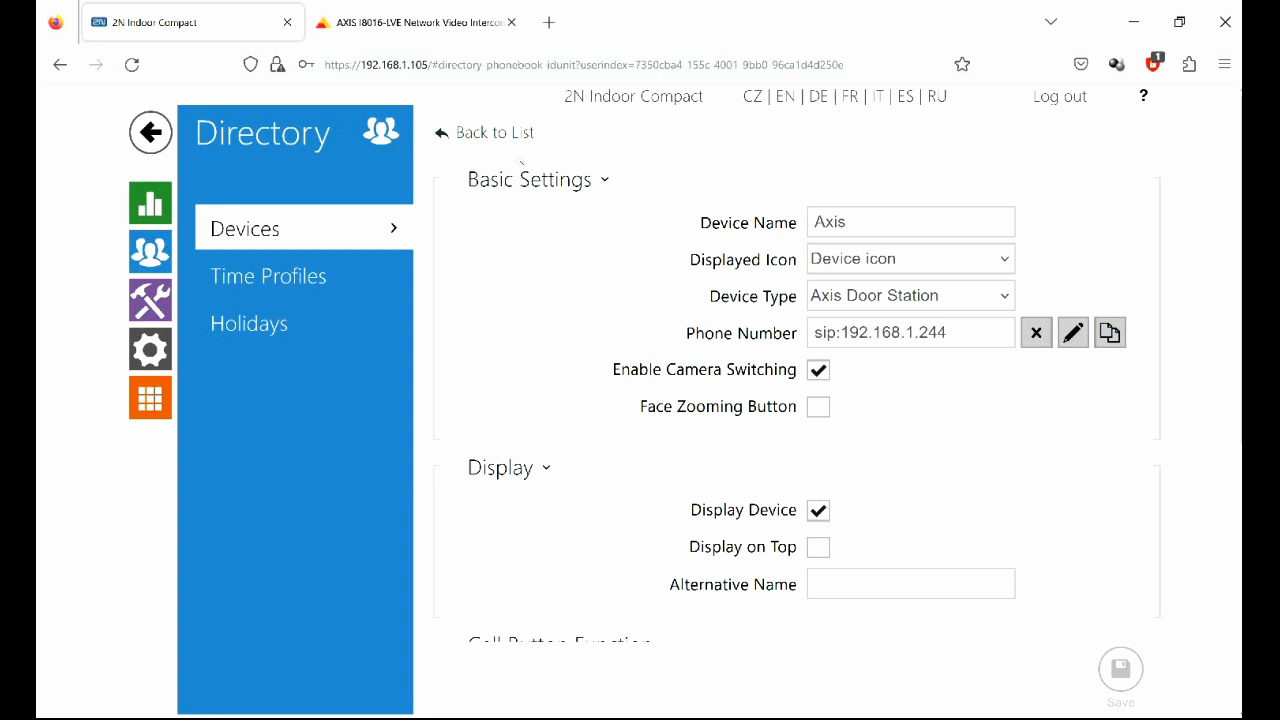 2N Indoor Compact
AXIS I8016-LVE Network Video Interco
https://192.168.1.105/#directory phonebook idunit?userindex=7350cba4 155c 4001 9bb0 96ca1d4d250e
1
2N Indoor Compact
CZ | EN | DE | FR | IT | ES | RU
Log out
?
Directory
Back to List
Devices
Time Profiles
Holidays
Basic Settings
Device Name Axis
Displayed Icon Device icon
Device Type Axis Door Station
Phone Number sip:192.168.1.244
Enable Camera Switching
Face Zooming Button
Display
Display Device
Display on Top
Alternative Name
Call Button Function
Save